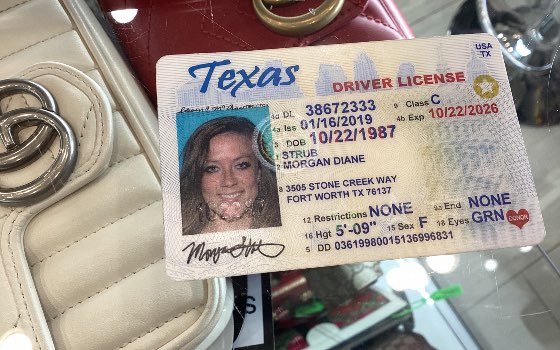 USA
TX
Texas
DRIVER LICENSE
4d DL 38672333 9 Class C
4a Iss 01/16/2019 4b Exp 10/22/2026
3 DOB 10/22/1987
1 STRUB
2 MORGAN DIANE
8 3505 STONE CREEK WAY
FORT WORTH TX 76137
12 Restrictions NONE 9a End NONE
16 Hgt 5'-09" 15 Sex F 18 Eyes GRN
DONOR
5 DD 03619980015136996831